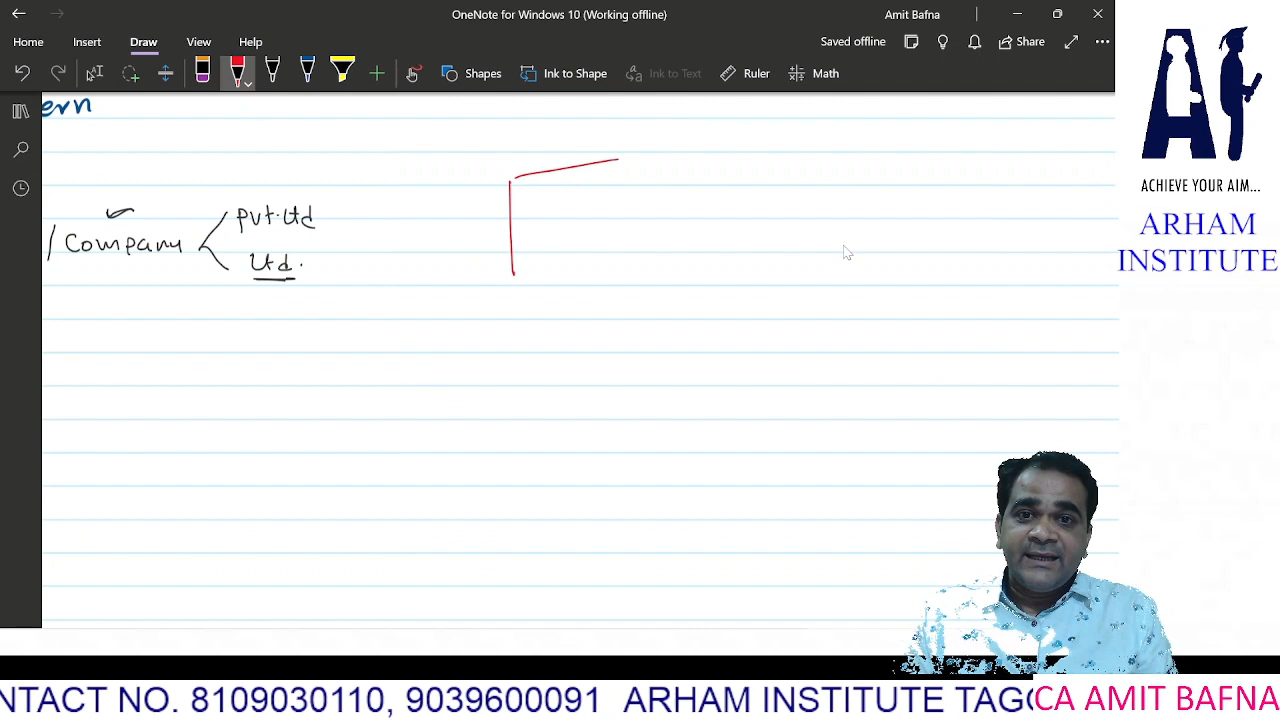 OneNote for Windows 10 (Working offline)
Amit Bafna
Home Insert Draw View Help
Saved offline
Share
Shapes
Ink to Shape
Ink to Text
Ruler
Math
ern
Company
Pvt. Ltd
Ltd.
ACHIEVE YOUR AIM...
ARHAM
INSTITUTE
NTACT NO. 8109030110, 9039600091 ARHAM INSTITUTE TAGO
CA AMIT BAFNA